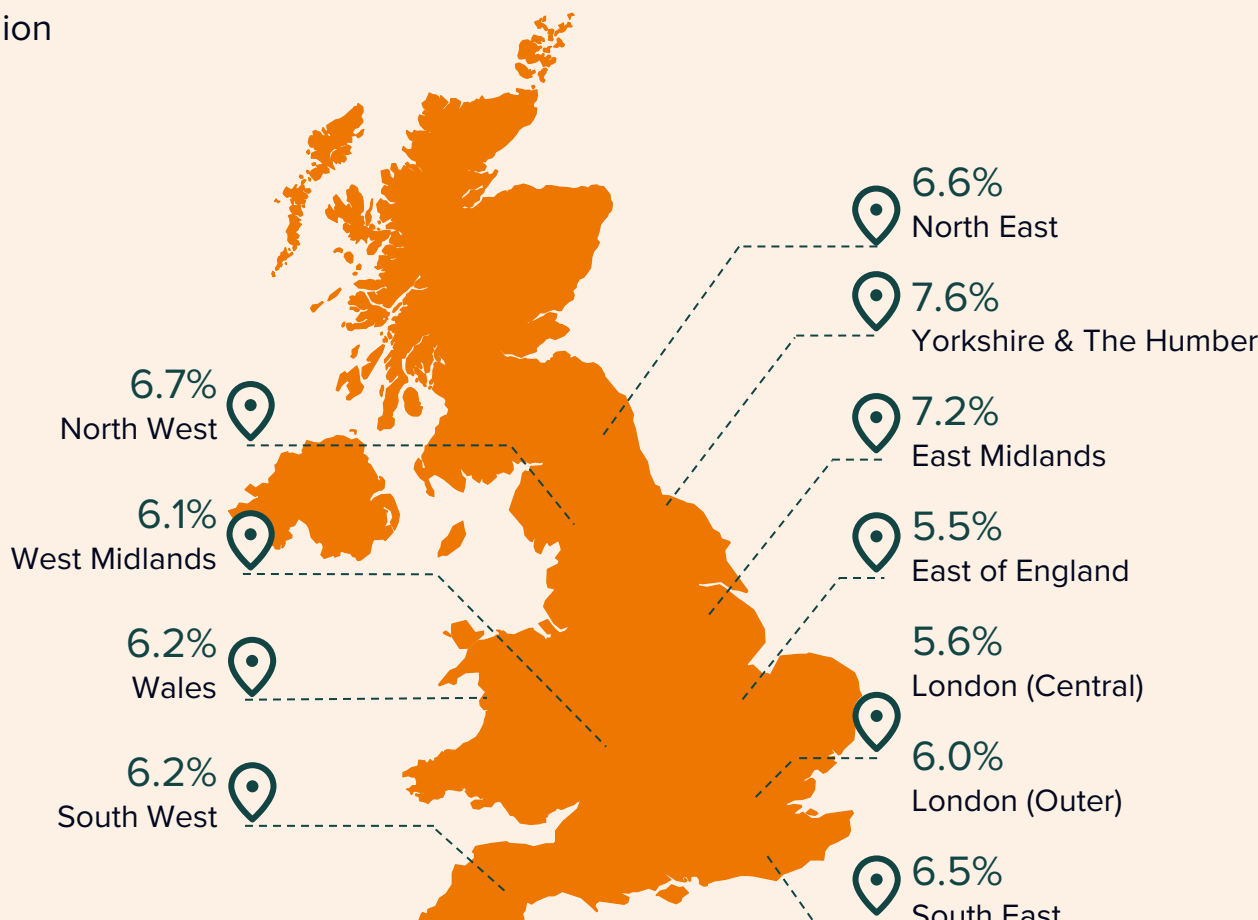 ion
6.7%
North West
6.1%
West Midlands
6.2%
Wales
6.2%
South West
6.6%
North East
7.6%
Yorkshire & The Humber
7.2%
East Midlands
5.5%
East of England
5.6%
London (Central)
6.0%
London (Outer)
6.5%
South East